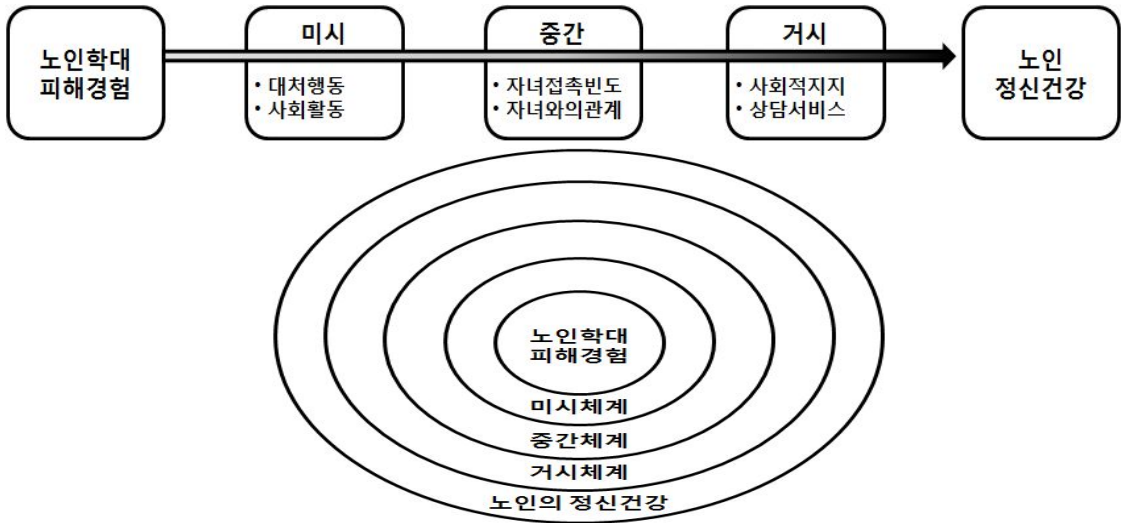 노인학대
피해경험
미시
• 대처행동
• 사회활동
중간
• 자녀접촉빈도
• 자녀와의관계
거시
• 사회적지지
• 상담서비스
노인
정신건강
노인학대
피해경험
미시체계
중간체계
거시체계
노인의 정신건강